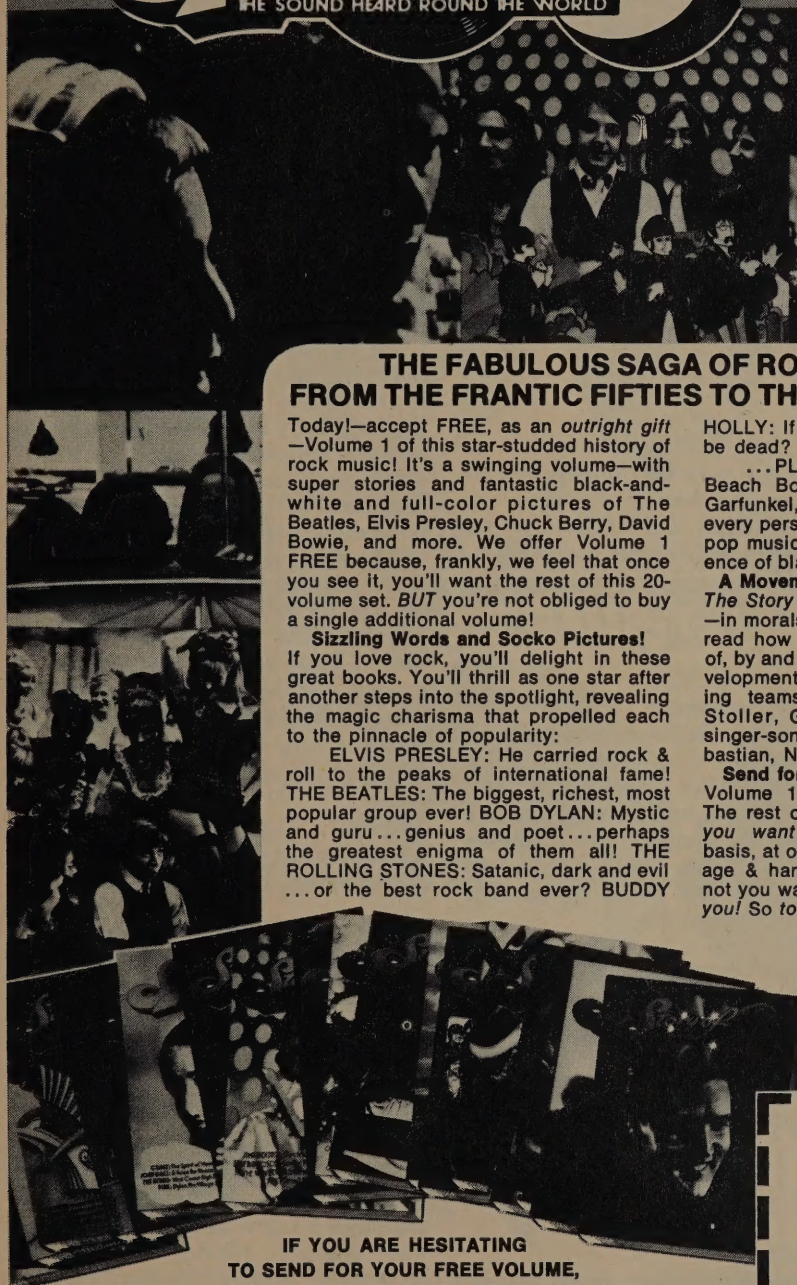 THE SOUND HEARD ROUND THE WORLD
THE FABULOUS SAGA OF RO
FROM THE FRANTIC FIFTIES TO TH
Today!—accept FREE, as an outright gift
—Volume 1 of this star-studded history of
rock music! It's a swinging volume—with
super stories and fantastic black-and-
white and full-color pictures of The
Beatles, Elvis Presley, Chuck Berry, David
Bowie, and more. We offer Volume 1
FREE because, frankly, we feel that once
you see it, you'll want the rest of this 20-
volume set. BUT you're not obliged to buy
a single additional volume!
Sizzling Words and Socko Pictures!
If you love rock, you'll delight in these
great books. You'll thrill as one star after
another steps into the spotlight, revealing
the magic charisma that propelled each
to the pinnacle of popularity:
ELVIS PRESLEY: He carried rock &
roll to the peaks of international fame!
THE BEATLES: The biggest, richest, most
popular group ever! BOB DYLAN: Mystic
and guru...genius and poet...perhaps
the greatest enigma of them all! THE
ROLLING STONES: Satanic, dark and evil
...or the best rock band ever? BUDDY
HOLLY: If
be dead?
...PL
Beach Bo
Garfunkel,
every pers
pop music
ence of bla
A Movem
The Story
—in morals
read how
of, by and
velopment
ing teams
Stoller, G
singer-son
bastian, N
Send for
Volume 1
The rest o
you want
basis, at o
age & han
not you wa
you! So to
IF YOU ARE HESITATING
TO SEND FOR YOUR FREE VOLUME,